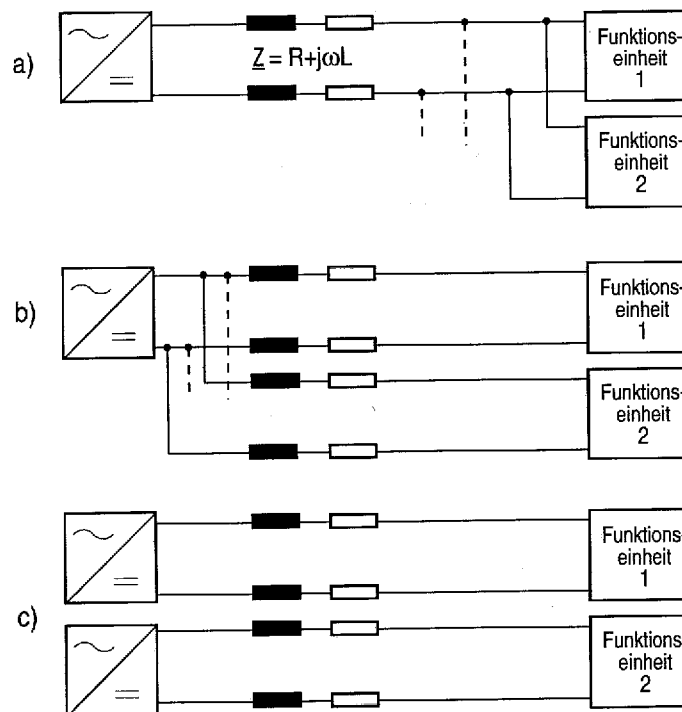 a)
Z = R+jωL
Funktions-
einheit
1
Funktions-
einheit
2
b)
Funktions-
einheit
1
Funktions-
einheit
2
c)
Funktions-
einheit
1
Funktions-
einheit
2